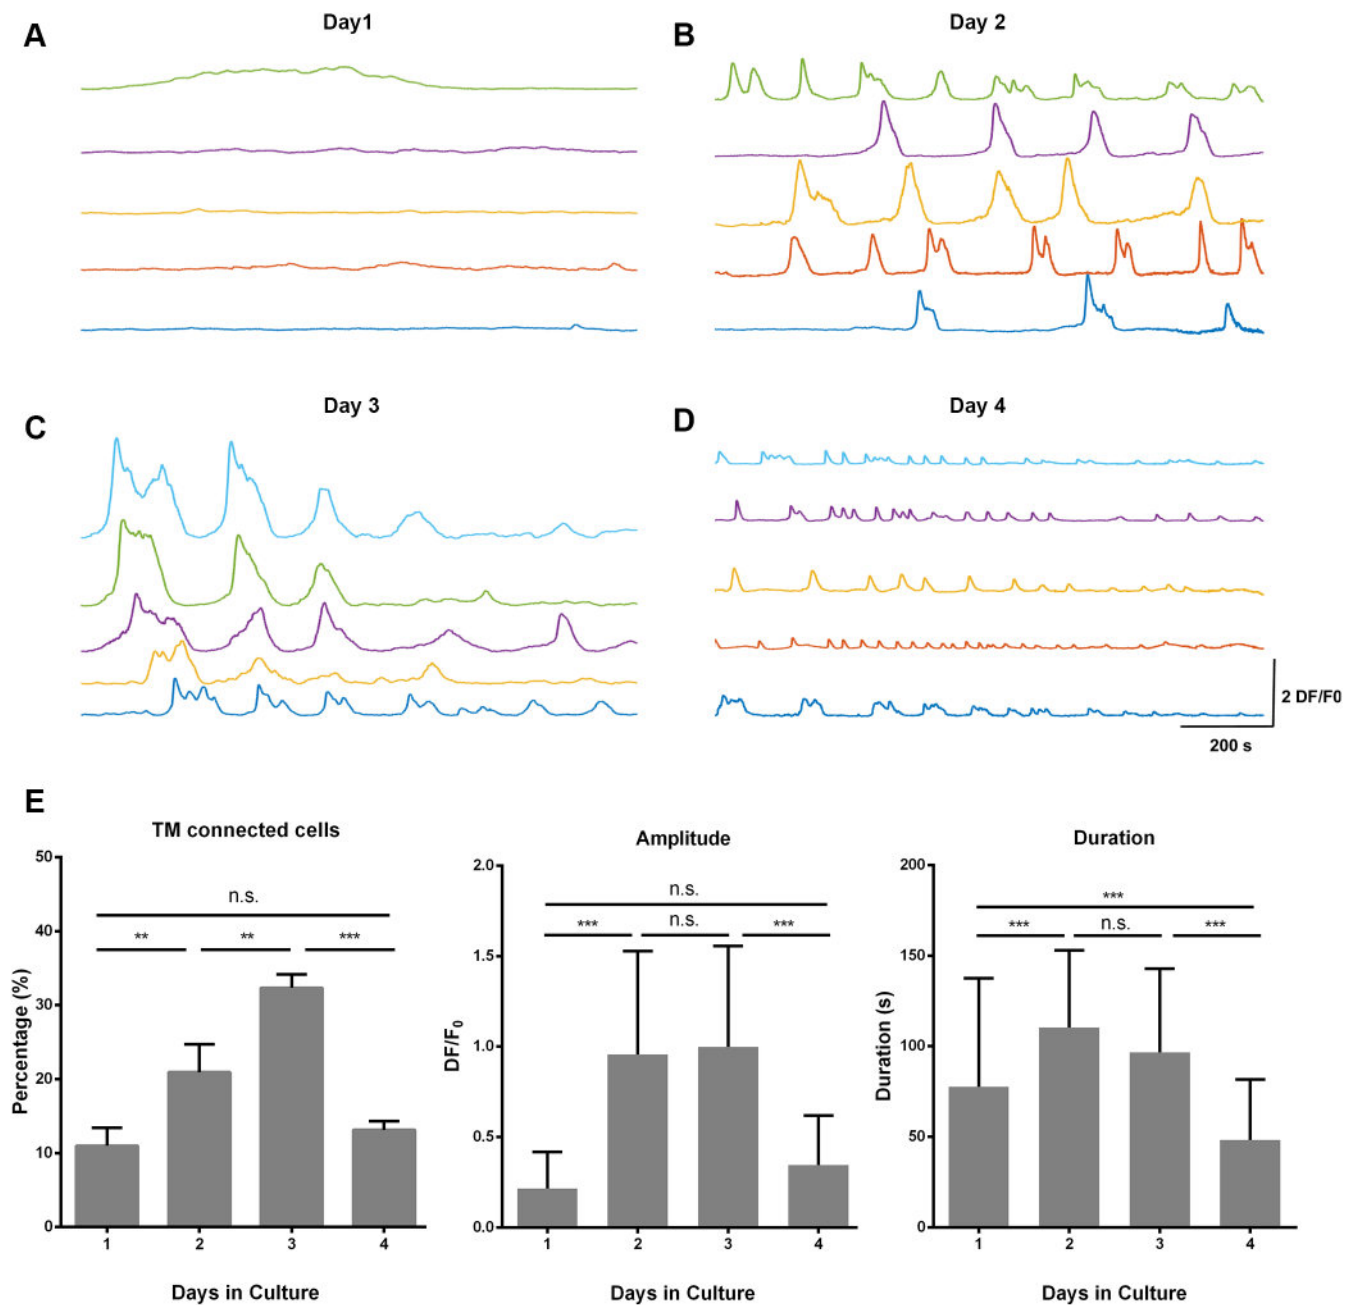 A
Day1
B
Day 2
C
Day 3
D
Day 4
2 DF/F0
200 s
E
TM connected cells
Percentage (%)
50
40
30
20
10
0
n.s.
**
**
***
1
2
3
4
Days in Culture
Amplitude
DF/F0
2.0
1.5
1.0
0.5
0.0
n.s.
***
n.s.
***
1
2
3
4
Days in Culture
Duration
Duration (s)
200
150
100
50
0
***
***
n.s.
***
1
2
3
4
Days in Culture